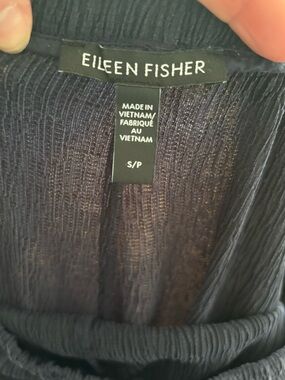 EILEEN FISHER
MADE IN
VIETNAM/
FABRIQUÉ
AU
VIETNAM
S/P